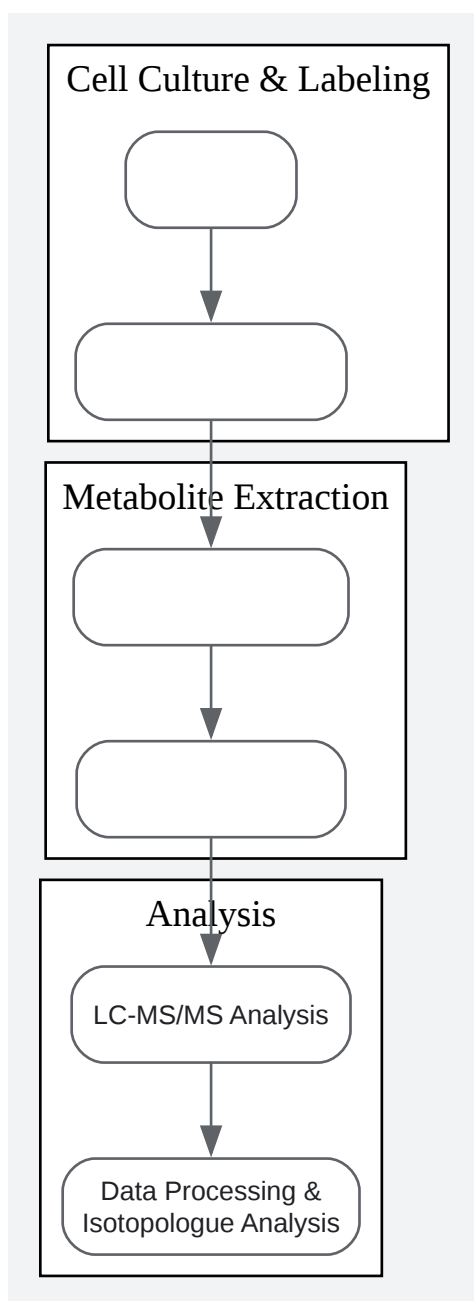 Cell Culture & Labeling
Metabolite Extraction
Analysis
LC-MS/MS Analysis
Data Processing &
Isotopologue Analysis